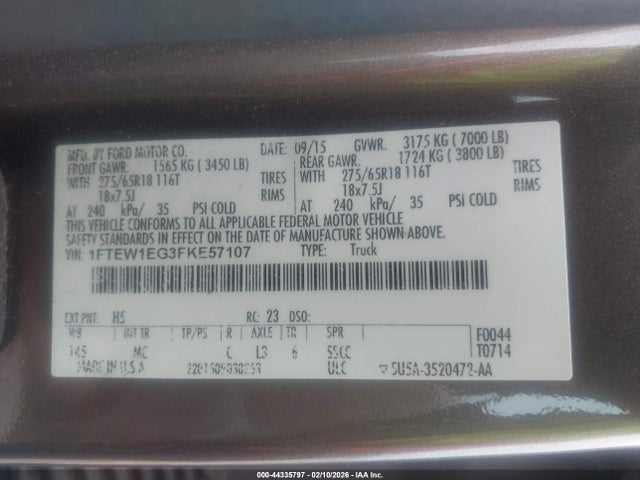 MFD. BY FORD MOTOR CO. DATE: 09/15 GVWR. 3175 KG ( 7000 LB)
FRONT GAWR. 1565 KG ( 3450 LB) REAR GAWR. 1724 KG ( 3800 LB)
WITH 275/65R18 116T TIRES WITH 275/65R18 116T TIRES
18x7.5J RIMS 18x7.5J RIMS
AT 240 kPa/ 35 PSI COLD AT 240 kPa/ 35 PSI COLD
THIS VEHICLE CONFORMS TO ALL APPLICABLE FEDERAL MOTOR VEHICLE
SAFETY STANDARDS IN EFFECT ON THE DATE OF MANUFACTURE SHOWN ABOVE.
VIN: 1FTEW1EG3FKE57107 TYPE: Truck
EXT PNT: H5 RC: 23 DSO:
WB INT TR TP/PS R AXLE TR SPR F0044
145 MC C L3 6 SSCC T0714
MADE IN U.S.A ULC
000-44335797 - 02/10/2026 - IAA Inc.